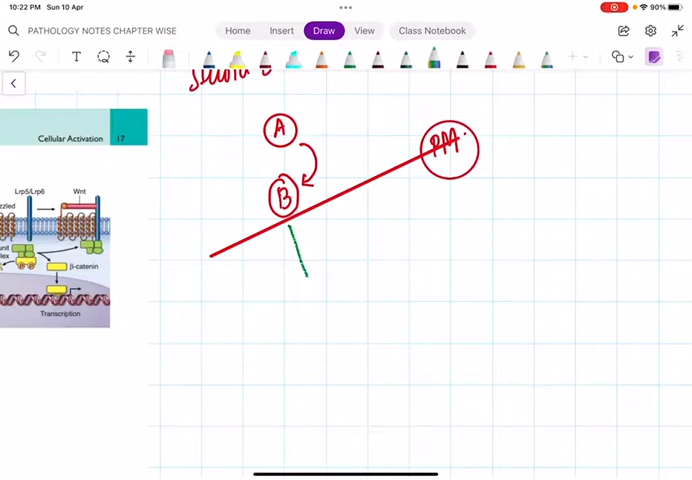 10:22 PM Sun 10 Apr
90%
PATHOLOGY NOTES CHAPTER WISE
Home Insert Draw View Class Notebook
T
A
B
PM
Cellular Activation 17
Lrp5/Lrp6 Wnt
β-catenin
Transcription